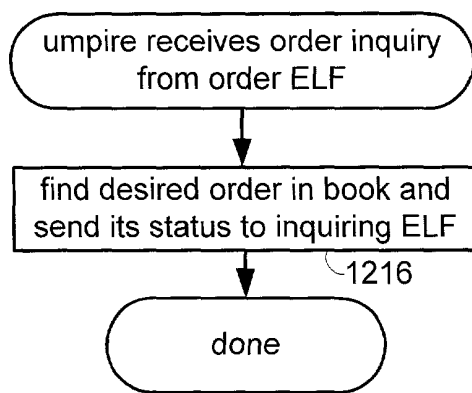 umpire receives order inquiry
from order ELF
find desired order in book and
send its status to inquiring ELF
1216
done